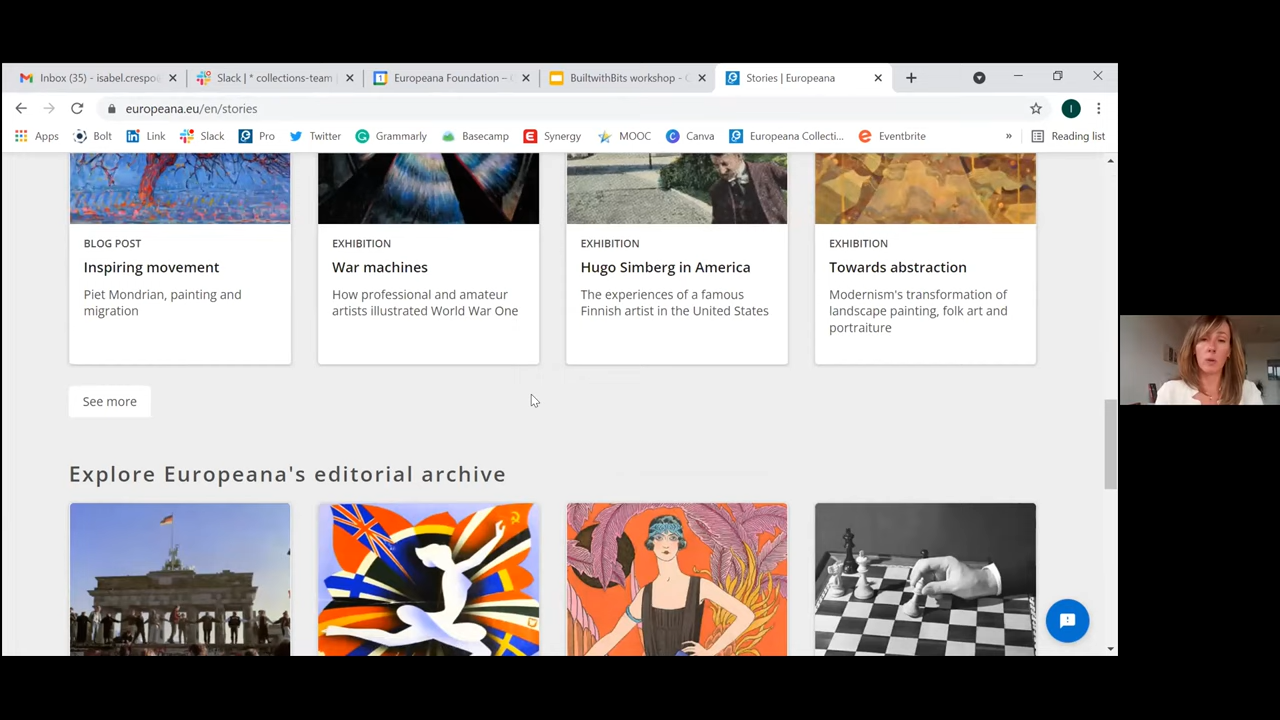 Inbox (35) - isabel.crespo
Slack | * collections-team
Europeana Foundation –
BuiltwithBits workshop -
Stories | Europeana
europeana.eu/en/stories
Apps Bolt Link Slack Pro Twitter Grammarly Basecamp Synergy MOOC Canva Europeana Collecti... Eventbrite » Reading list
BLOG POST
Inspiring movement
Piet Mondrian, painting and
migration
EXHIBITION
War machines
How professional and amateur
artists illustrated World War One
EXHIBITION
Hugo Simberg in America
The experiences of a famous
Finnish artist in the United States
EXHIBITION
Towards abstraction
Modernism's transformation of
landscape painting, folk art and
portraiture
See more
Explore Europeana's editorial archive